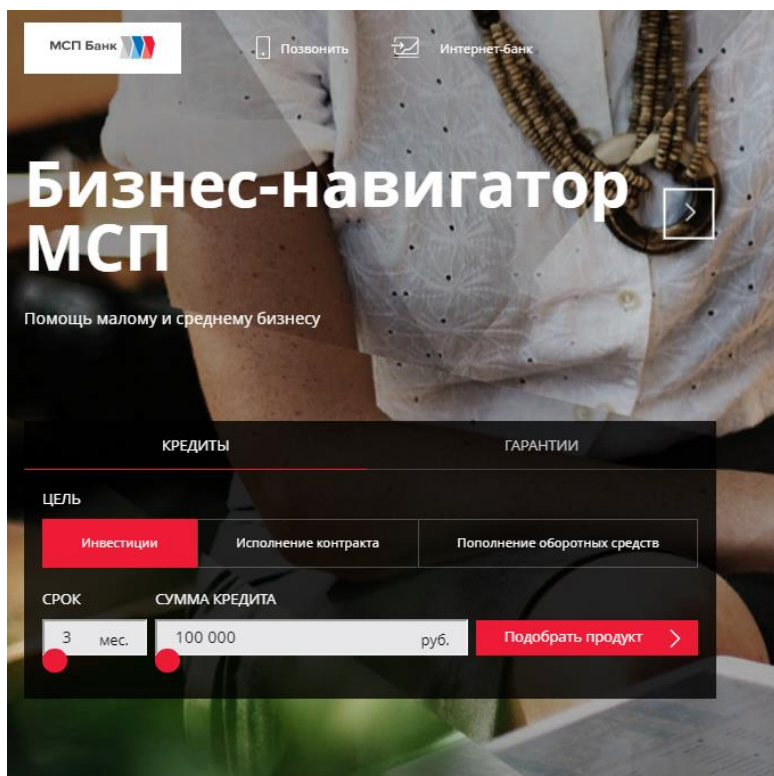 МСП Банк
Позвонить
Интернет-банк
Бизнес-навигатор
МСП
Помощь малому и среднему бизнесу
КРЕДИТЫ
ГАРАНТИИ
ЦЕЛЬ
Инвестиции
Исполнение контракта
Пополнение оборотных средств
СРОК
СУММА КРЕДИТА
3 мес.
100 000 руб.
Подобрать продукт